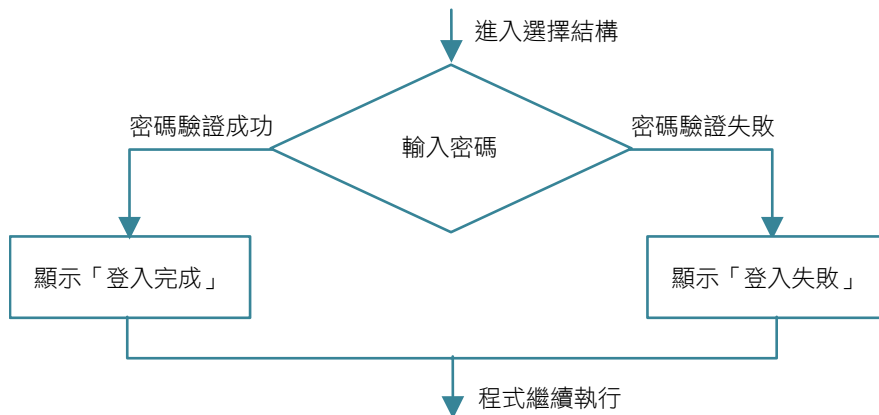 進入選擇結構
密碼驗證成功
密碼驗證失敗
輸入密碼
顯示「登入完成」
顯示「登入失敗」
程式繼續執行